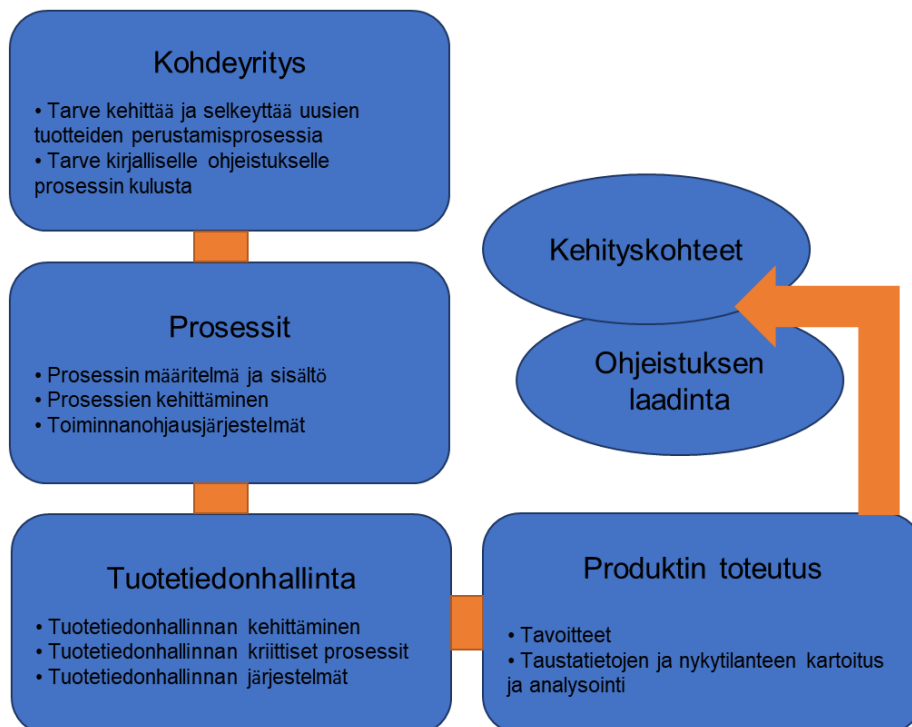 Kohdeyritys
• Tarve kehittää ja selkeyttää uusien
tuotteiden perustamisprosessia
• Tarve kirjalliselle ohjeistukselle
prosessin kulusta
Prosessit
• Prosessin määritelmä ja sisältö
• Prosessien kehittäminen
• Toiminnanohjausjärjestelmät
Tuotetiedonhallinta
• Tuotetiedonhallinnan kehittäminen
• Tuotetiedonhallinnan kriittiset prosessit
• Tuotetiedonhallinnan järjestelmät
Produktin toteutus
• Tavoitteet
• Taustatietojen ja nykytilanteen kartoitus
ja analysointi
Kehityskohteet
Ohjeistuksen
laadinta